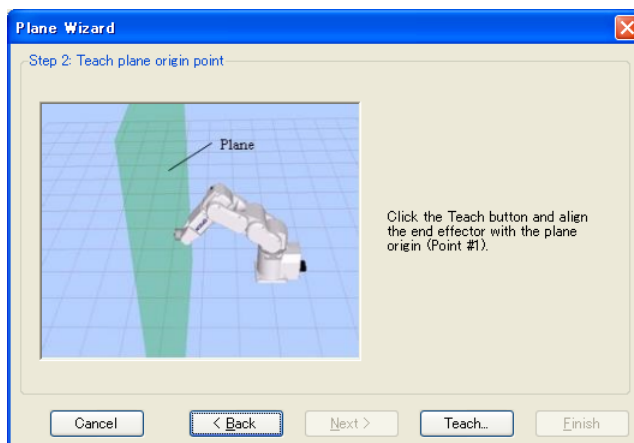 Plane Wizard
Step 2: Teach plane origin point
Plane
Click the Teach button and align
the end effector with the plane
origin (Point #1).
Cancel
< Back
Next >
Teach...
Finish